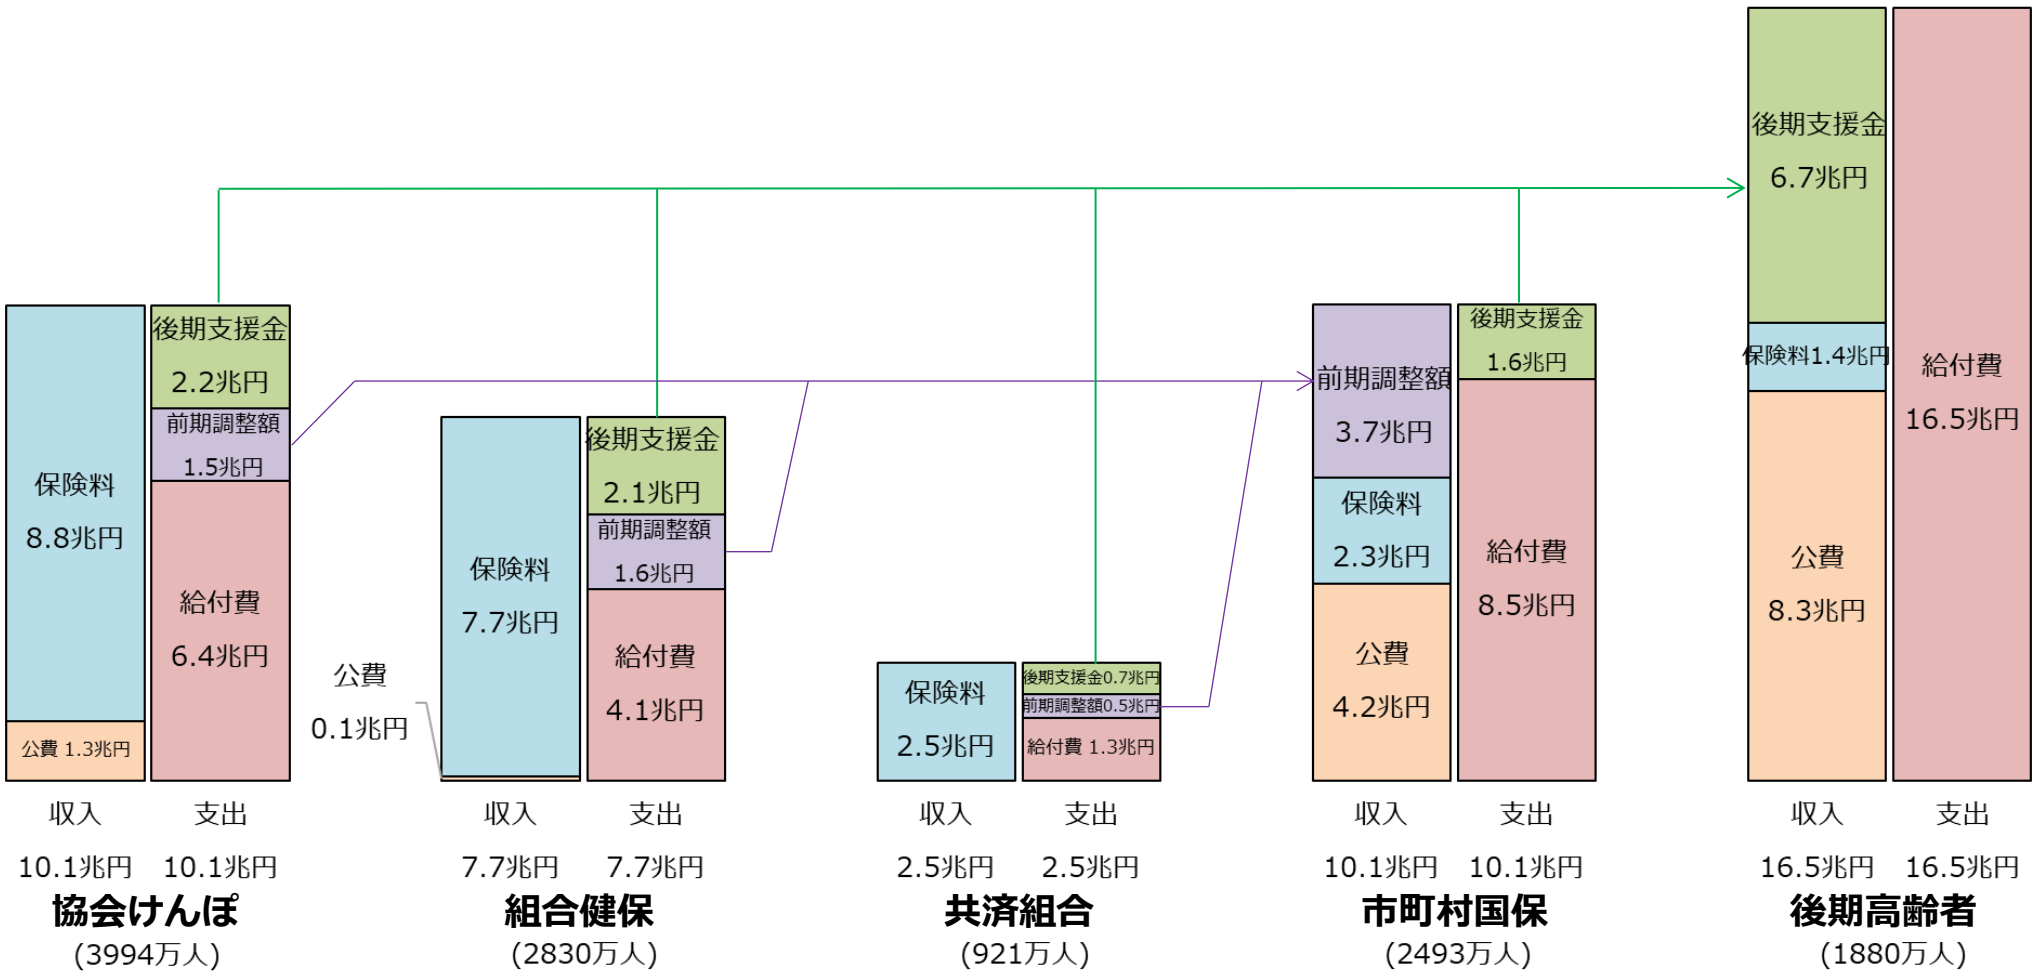 後期支援金
2.2兆円
前期調整額
1.5兆円
保険料
8.8兆円
給付費
6.4兆円
公費 1.3兆円
収入
支出
10.1兆円
10.1兆円
協会けんぽ
(3994万人)
後期支援金
2.1兆円
前期調整額
1.6兆円
保険料
7.7兆円
給付費
4.1兆円
公費
0.1兆円
収入
支出
7.7兆円
7.7兆円
組合健保
(2830万人)
後期支援金0.7兆円
前期調整額0.5兆円
保険料
2.5兆円
給付費 1.3兆円
収入
支出
2.5兆円
2.5兆円
共済組合
(921万人)
前期調整額
3.7兆円
保険料
2.3兆円
公費
4.2兆円
後期支援金
1.6兆円
給付費
8.5兆円
収入
支出
10.1兆円
10.1兆円
市町村国保
(2493万人)
後期支援金
6.7兆円
保険料1.4兆円
公費
8.3兆円
給付費
16.5兆円
収入
支出
16.5兆円
16.5兆円
後期高齢者
(1880万人)